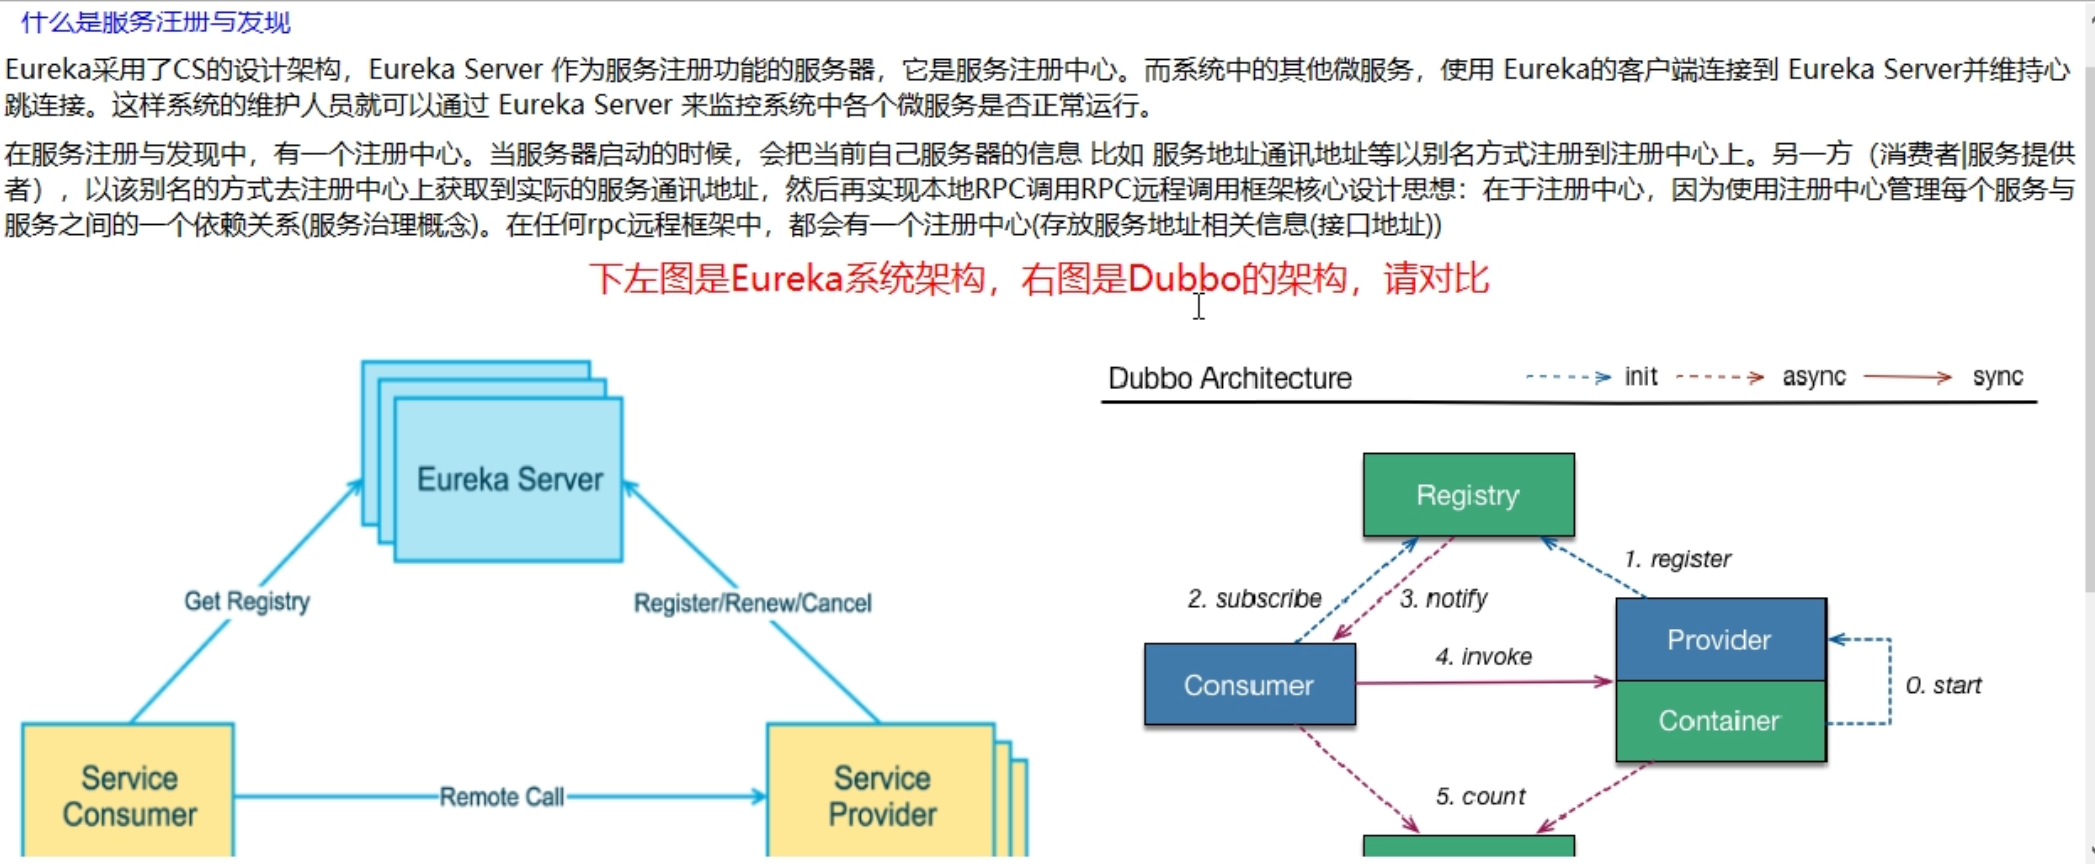 什么是服务注册与发现
Eureka采用了CS的设计架构，Eureka Server 作为服务注册功能的服务器，它是服务注册中心。而系统中的其他微服务，使用 Eureka的客户端连接到 Eureka Server并维持心
跳连接。这样系统的维护人员就可以通过 Eureka Server 来监控系统中各个微服务是否正常运行。
在服务注册与发现中，有一个注册中心。当服务器启动的时候，会把当前自己服务器的信息 比如 服务地址通讯地址等以别名方式注册到注册中心上。另一方（消费者|服务提供
者），以该别名的方式去注册中心上获取到实际的服务通讯地址，然后再实现本地RPC调用RPC远程调用框架核心设计思想：在于注册中心，因为使用注册中心管理每个服务与
服务之间的一个依赖关系(服务治理概念)。在任何rpc远程框架中，都会有一个注册中心(存放服务地址相关信息(接口地址))
下左图是Eureka系统架构，右图是Dubbo的架构，请对比
Eureka Server
Get Registry
Register/Renew/Cancel
Service
Consumer
Remote Call
Service
Provider
Dubbo Architecture
init
async
sync
Registry
1. register
2. subscribe
3. notify
Provider
4. invoke
Consumer
0. start
Container
5. count